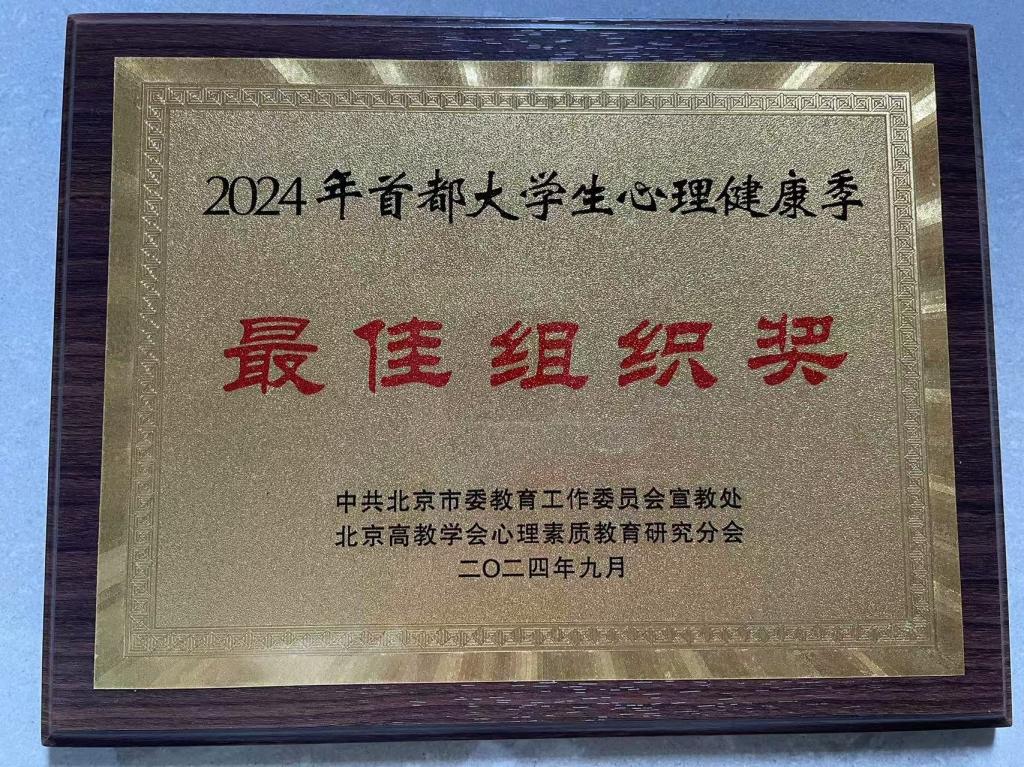 2024年首都大学生心理健康季
最佳组织奖
中共北京市委教育工作委员会宣教处
北京高教学会心理素质教育研究分会
二〇二四年九月